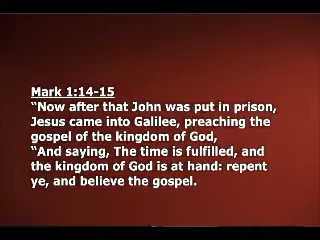 Mark 1:14-15
“Now after that John was put in prison,
Jesus came into Galilee, preaching the
gospel of the kingdom of God,
“And saying, The time is fulfilled, and
the kingdom of God is at hand: repent
ye, and believe the gospel.